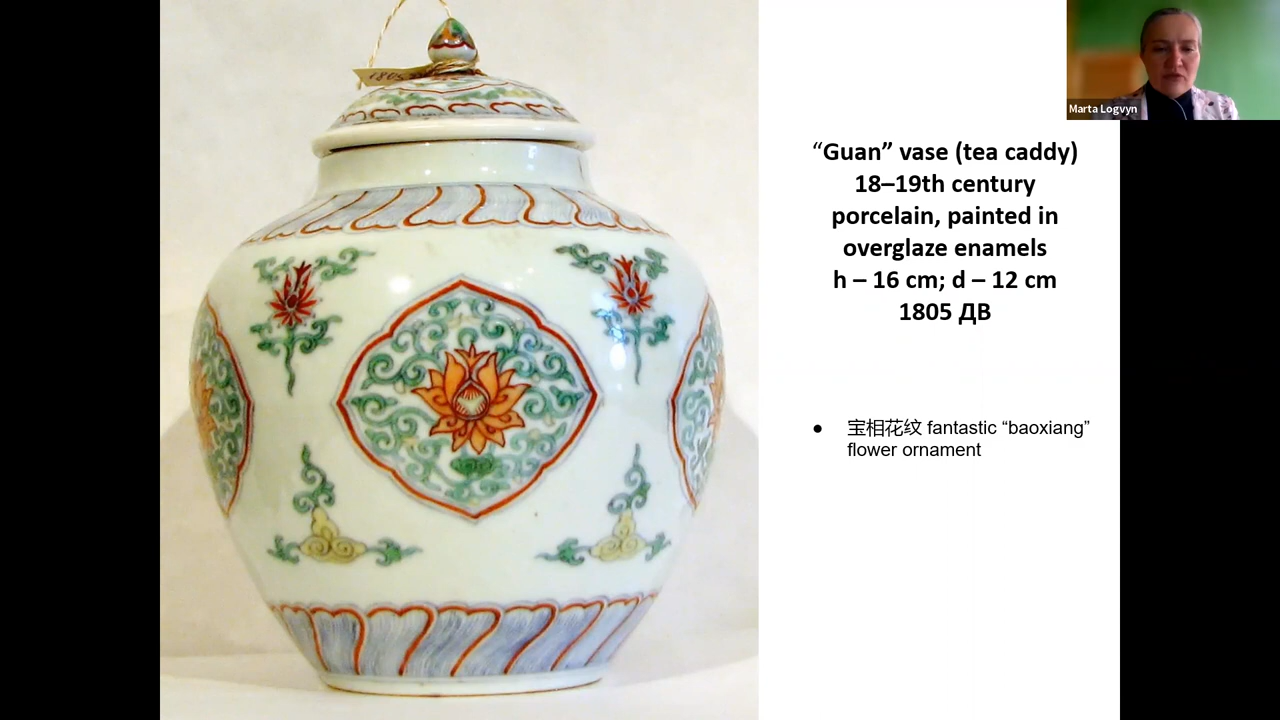 Marta Logvyn
“Guan” vase (tea caddy)
18–19th century
porcelain, painted in
overglaze enamels
h – 16 cm; d – 12 cm
1805 ДВ
● 宝相花纹 fantastic “baoxiang”
flower ornament
1805